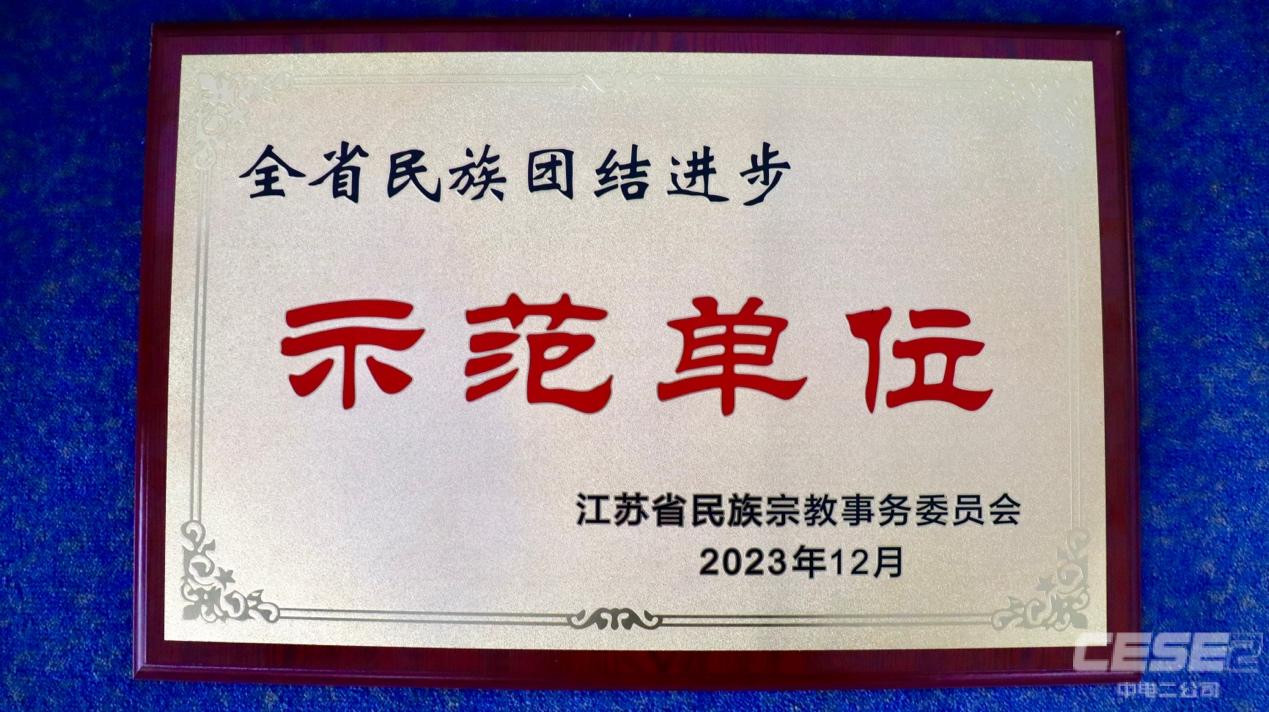 全省民族团结进步
示范单位
江苏省民族宗教事务委员会
2023年12月
CESE2
中电二公司